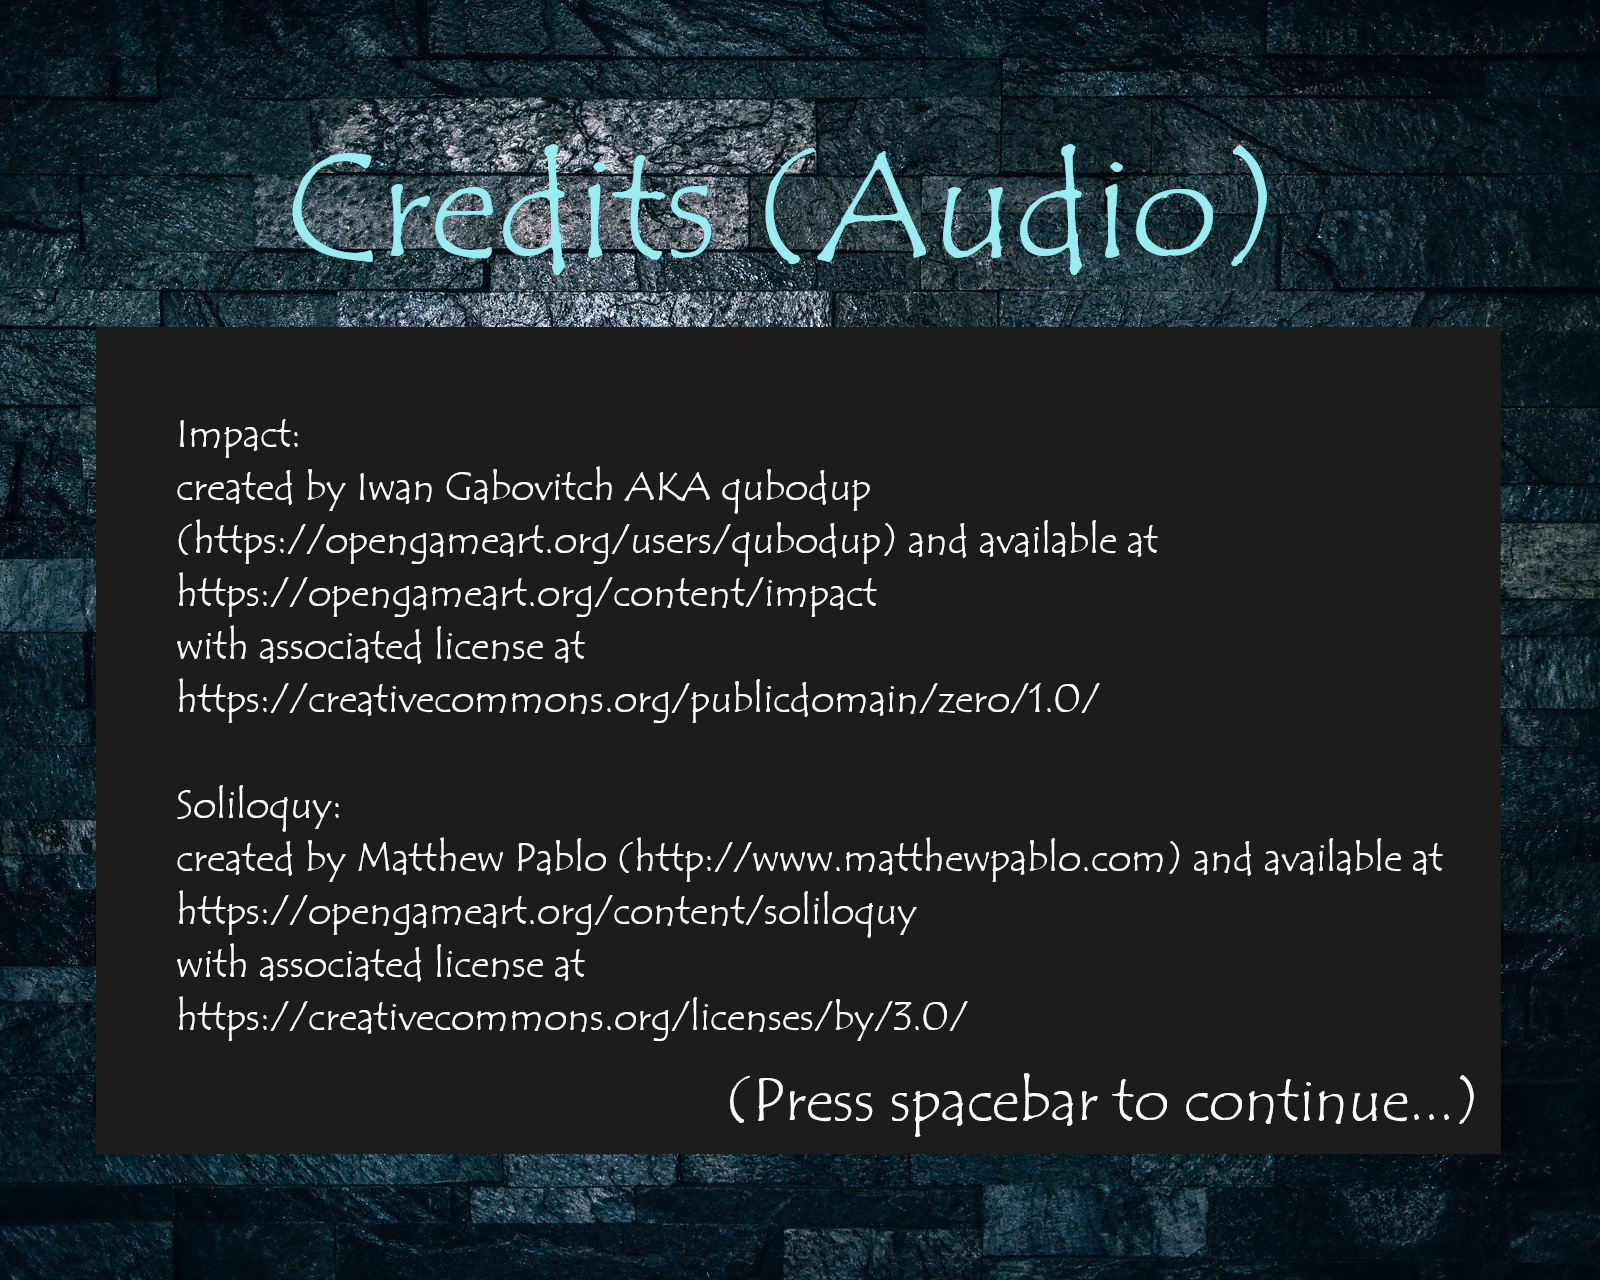 Credits (Audio)
Impact:
created by Iwan Gabovitch AKA qubodup
(https://opengameart.org/users/qubodup) and available at
https://opengameart.org/content/impact
with associated license at
https://creativecommons.org/publicdomain/zero/1.0/
Soliloquy:
created by Matthew Pablo (http://www.matthewpablo.com) and available at
https://opengameart.org/content/soliloquy
with associated license at
https://creativecommons.org/licenses/by/3.0/
(Press spacebar to continue...)